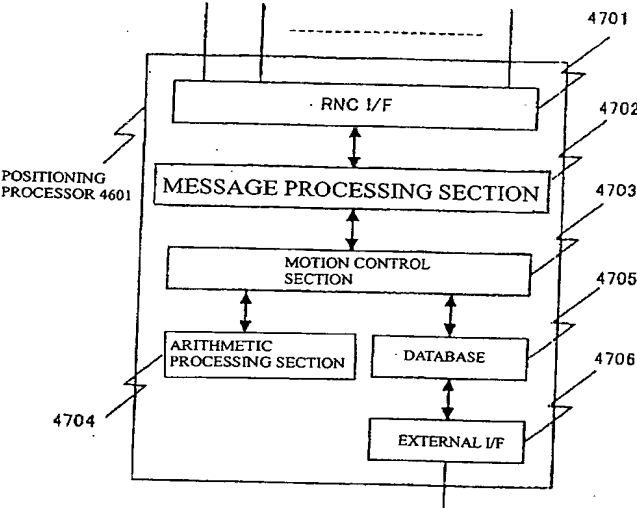 4701
RNC I/F
4702
POSITIONING
PROCESSOR 4601
MESSAGE PROCESSING SECTION
4703
MOTION CONTROL
SECTION
4705
ARITHMETIC
PROCESSING SECTION
DATABASE
4706
4704
EXTERNAL I/F